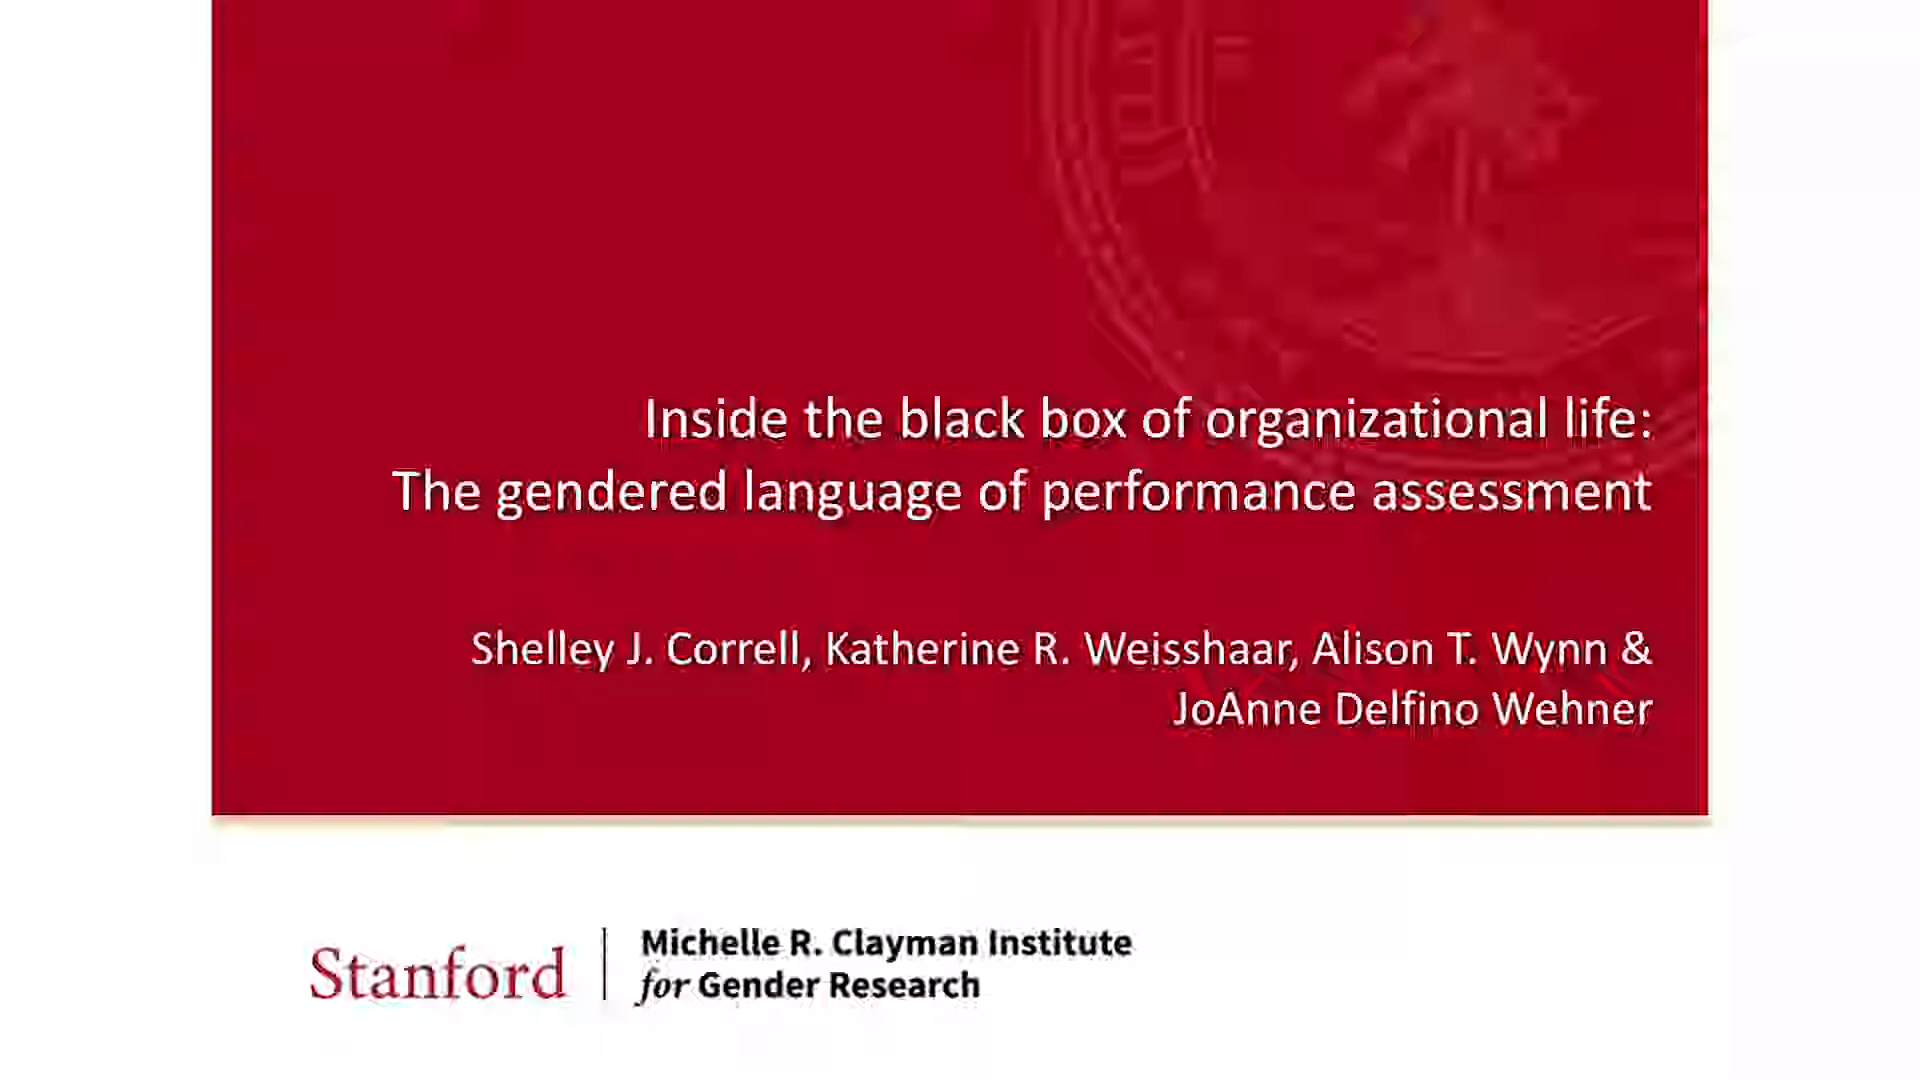 Inside the black box of organizational life:
The gendered language of performance assessment
Shelley J. Correll, Katherine R. Weisshaar, Alison T. Wynn &
JoAnne Delfino Wehner
Stanford
Michelle R. Clayman Institute
for Gender Research